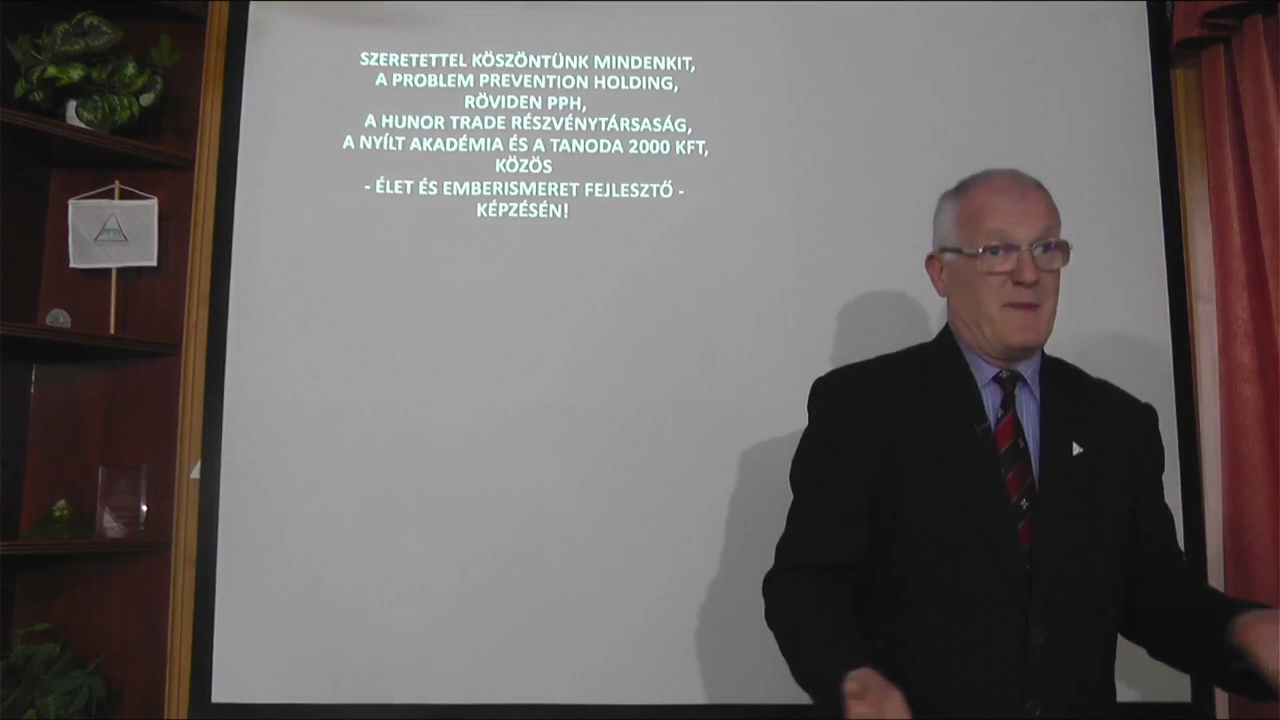 SZERETETTEL KÖSZÖNTÜNK MINDENKIT,
A PROBLEM PREVENTION HOLDING,
RÖVIDEN PPH,
A HUNOR TRADE RÉSZVÉNYTÁRSASÁG,
A NYÍLT AKADÉMIA ÉS A TANODA 2000 KFT,
KÖZÖS
- ÉLET ÉS EMBERISMERET FEJLESZTŐ -
KÉPZÉSÉN!